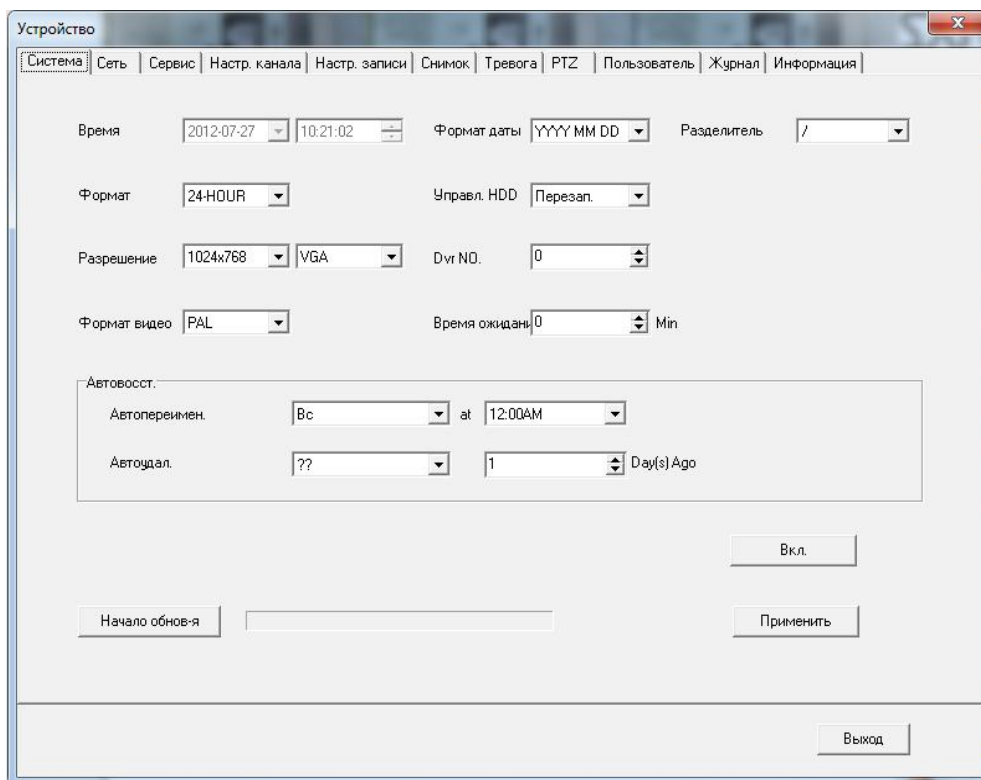 Устройство
Система Сеть Сервис Настр. канала Настр. записи Снимок Тревога PTZ Пользователь Журнал Информация
Время 2012-07-27 10:21:02 Формат даты YYYY MM DD Разделитель /
Формат 24-HOUR Управл. HDD Перезап.
Разрешение 1024x768 VGA Dvr NO. 0
Формат видео PAL Время ожидани 0 Min
Автовосст.
Автопереимен. Вс at 12:00AM
Автоудал. ?? 1 Day(s) Ago
Вкл.
Начало обнов-я Применить
Выход